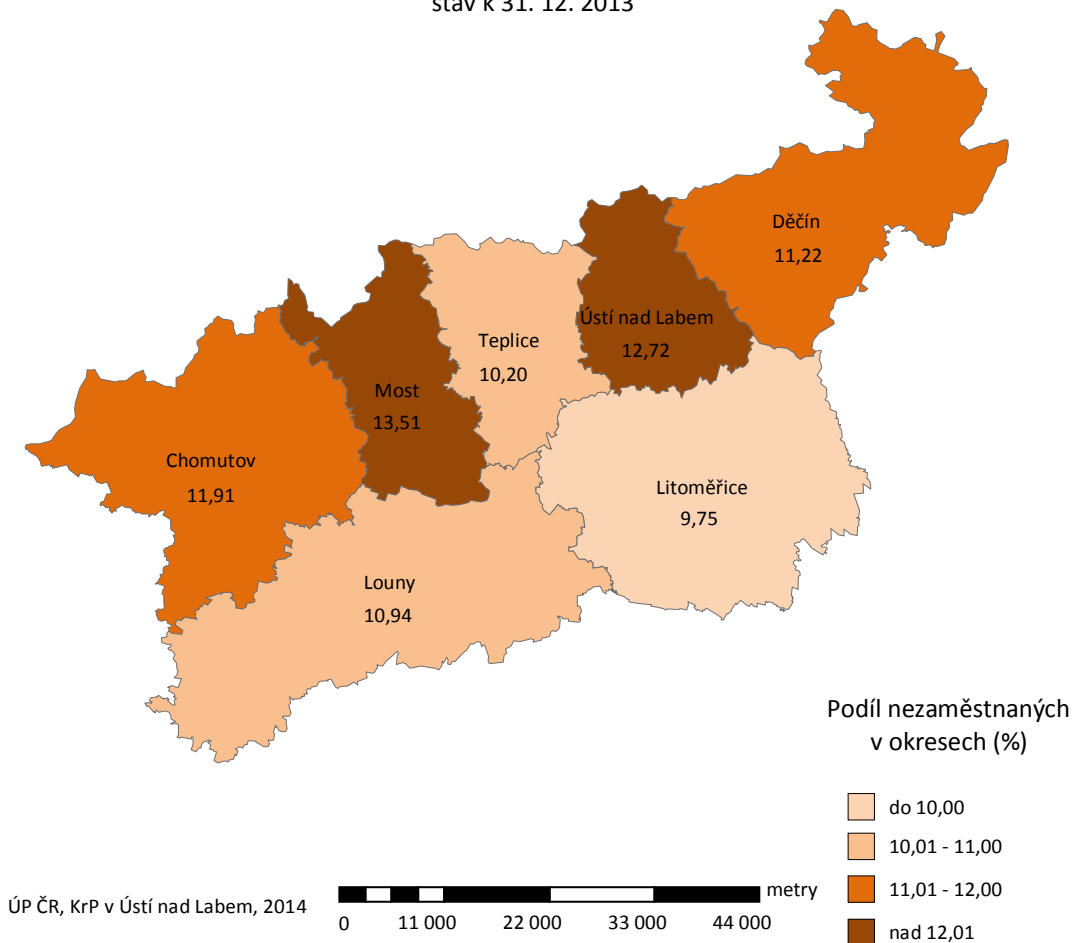 stav k 31. 12. 2013
Děčín
11,22
Ústí nad Labem
12,72
Teplice
10,20
Most
13,51
Chomutov
11,91
Litoměřice
9,75
Louny
10,94
Podíl nezaměstnaných
v okresech (%)
do 10,00
10,01 - 11,00
11,01 - 12,00
nad 12,01
metry
0 11 000 22 000 33 000 44 000
ÚP ČR, KrP v Ústí nad Labem, 2014